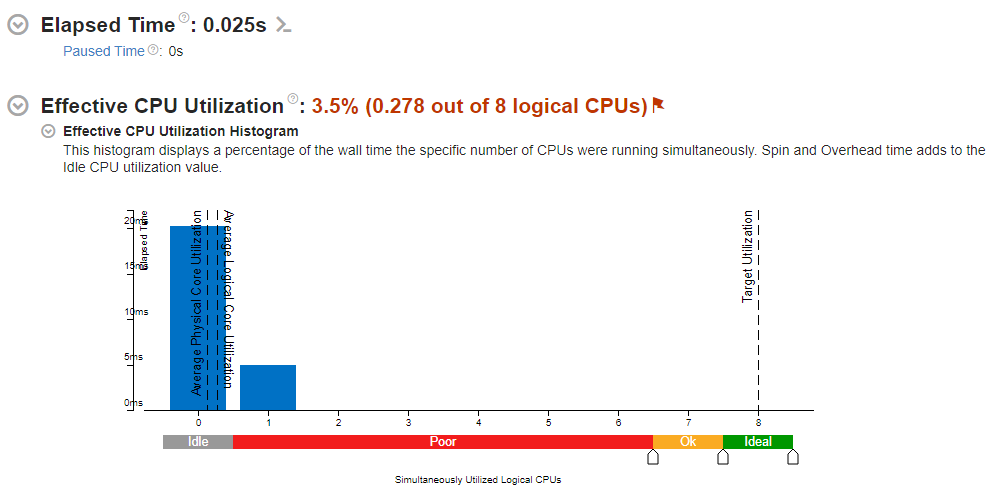 Elapsed Time ?: 0.025s
Paused Time ?: 0s
Effective CPU Utilization ?: 3.5% (0.278 out of 8 logical CPUs)
Effective CPU Utilization Histogram
This histogram displays a percentage of the wall time the specific number of CPUs were running simultaneously. Spin and Overhead time adds to the
Idle CPU utilization value.
Elapsed Time
20ms
15ms
10ms
5ms
0ms
Average Physical Core Utilization
Average Logical Core Utilization
Target Utilization
0 1 2 3 4 5 6 7 8
Idle Poor Ok Ideal
Simultaneously Utilized Logical CPUs